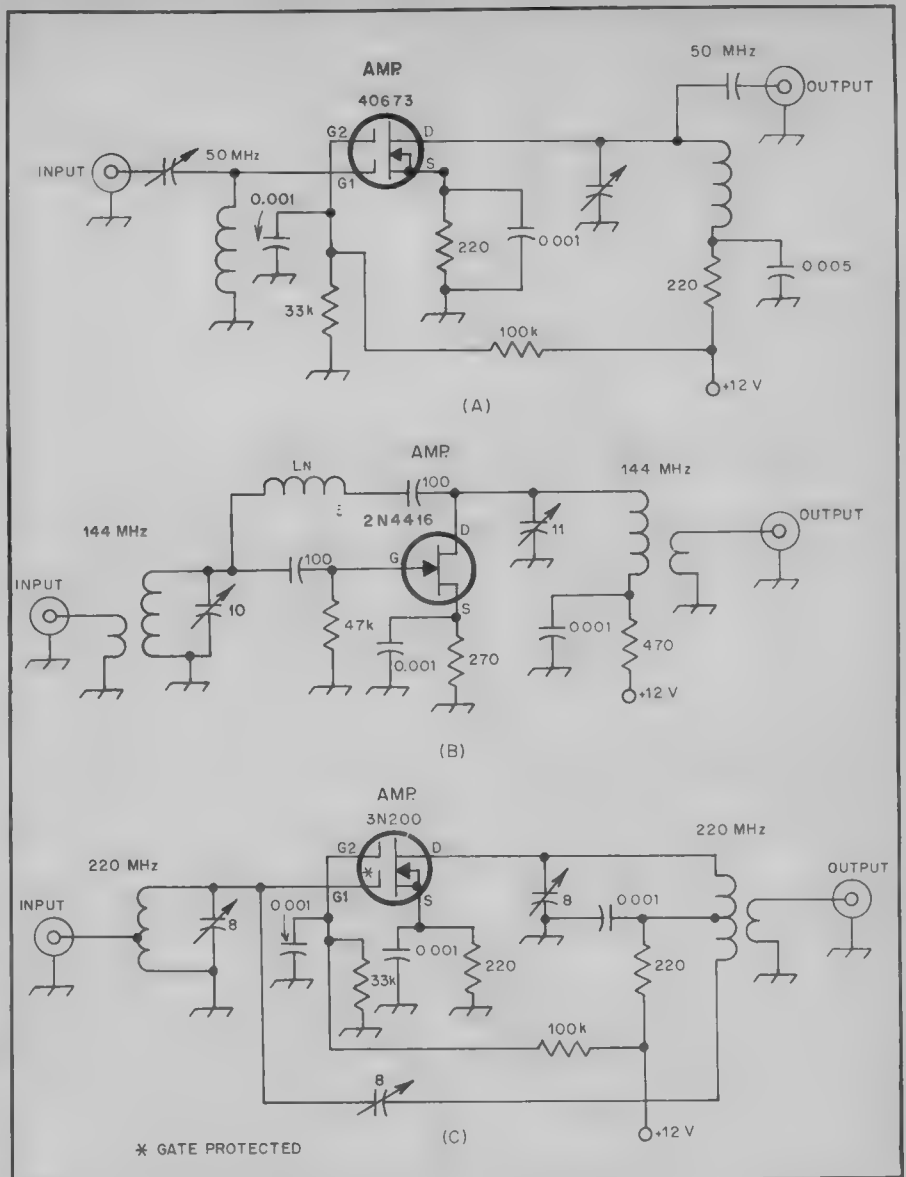 50 MHz
AMP.
40673
OUTPUT
G2
D
INPUT
50 MHz
S
G1
0.001
220
0.001
33k
220
0.005
100k
+12 V
(A)
AMP.
LN
100
144 MHz
2N4416
D
OUTPUT
144 MHz
11
100
G
INPUT
10
S
47k
0.001
270
0.001
470
+12 V
(B)
AMP.
3N200
220 MHz
220 MHz
G2
D
OUTPUT
*
INPUT
G1
S
8
0.001
8
0.001
0.001
220
33k
220
100k
8
+12 V
(C)
* GATE PROTECTED